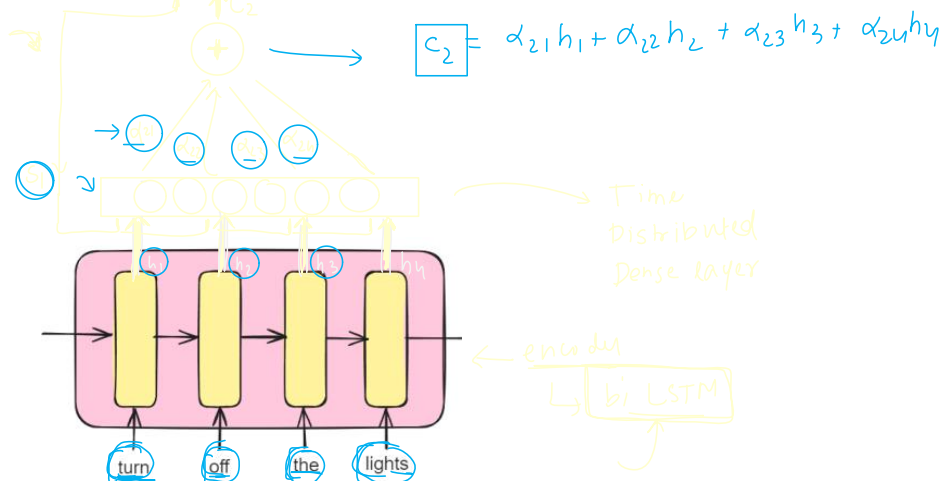 C2
+
C2 = α21 h1 + α22 h2 + α23 h3 + α24 h4
Time
Distributed
Dense layer
h1 h2 h3 h4
encoder
bi LSTM
turn off the lights